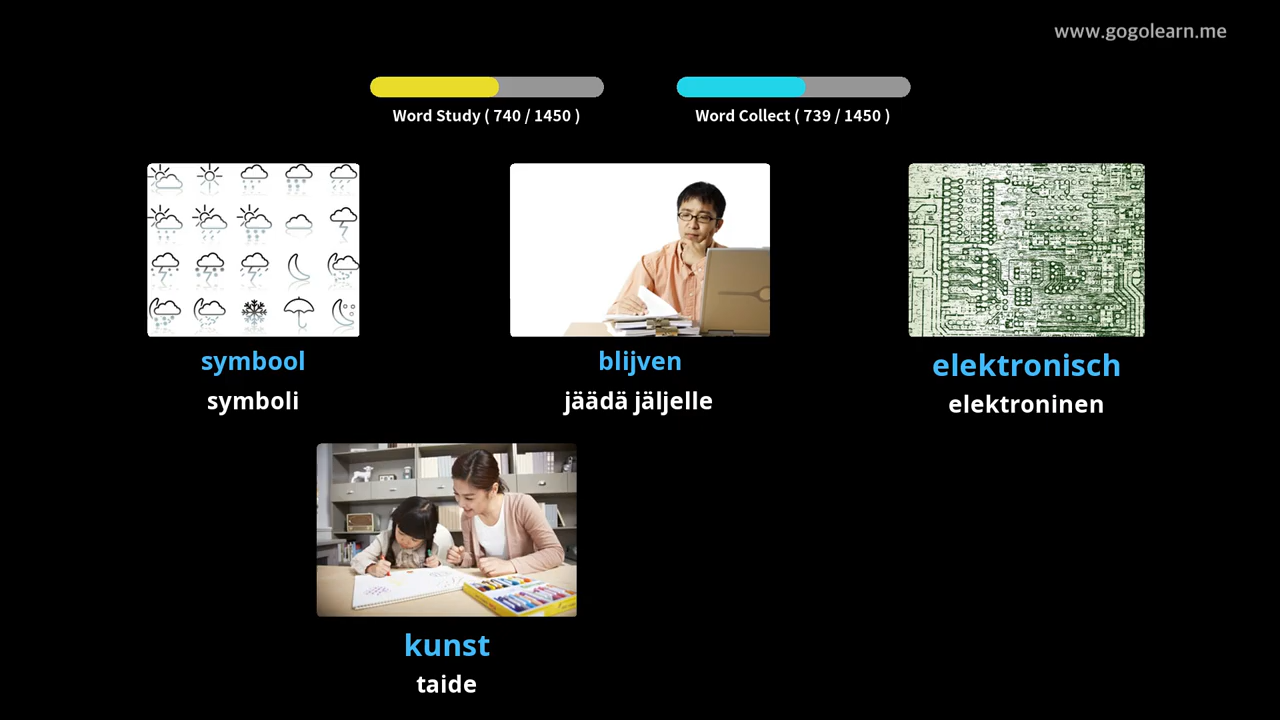 www.gogolearn.me
Word Study ( 740 / 1450 )
Word Collect ( 739 / 1450 )
symbool
symboli
blijven
jäädä jäljelle
elektronisch
elektroninen
kunst
taide